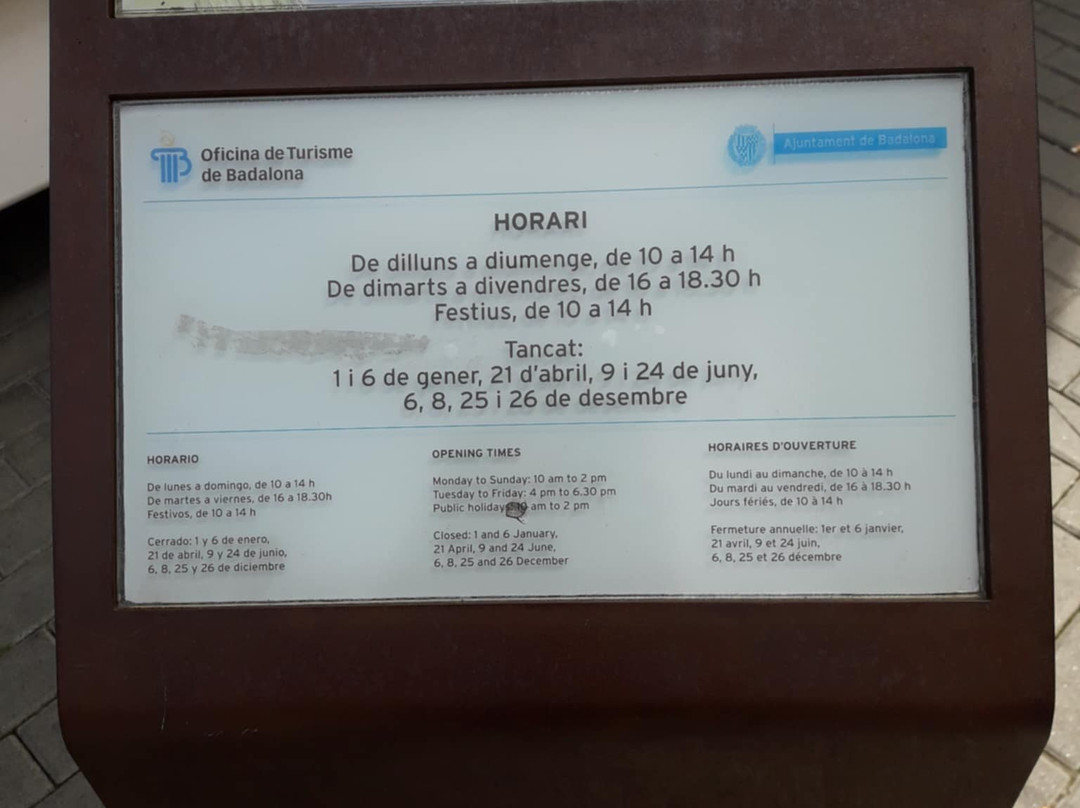 Oficina de Turisme
de Badalona
Ajuntament de Badalona
HORARI
De dilluns a diumenge, de 10 a 14 h
De dimarts a divendres, de 16 a 18.30 h
Festius, de 10 a 14 h
Tancat:
1 i 6 de gener, 21 d'abril, 9 i 24 de juny,
6, 8, 25 i 26 de desembre
HORARIO
De lunes a domingo, de 10 a 14 h
De martes a viernes, de 16 a 18.30h
Festivos, de 10 a 14 h
Cerrado: 1 y 6 de enero,
21 de abril, 9 y 24 de junio,
6, 8, 25 y 26 de diciembre
OPENING TIMES
Monday to Sunday: 10 am to 2 pm
Tuesday to Friday: 4 pm to 6.30 pm
Public holidays: 10 am to 2 pm
Closed: 1 and 6 January,
21 April, 9 and 24 June,
6, 8, 25 and 26 December
HORAIRES D'OUVERTURE
Du lundi au dimanche, de 10 à 14 h
Du mardi au vendredi, de 16 à 18.30 h
Jours fériés, de 10 à 14 h
Fermeture annuelle: 1er et 6 janvier,
21 avril, 9 et 24 juin,
6, 8, 25 et 26 décembre